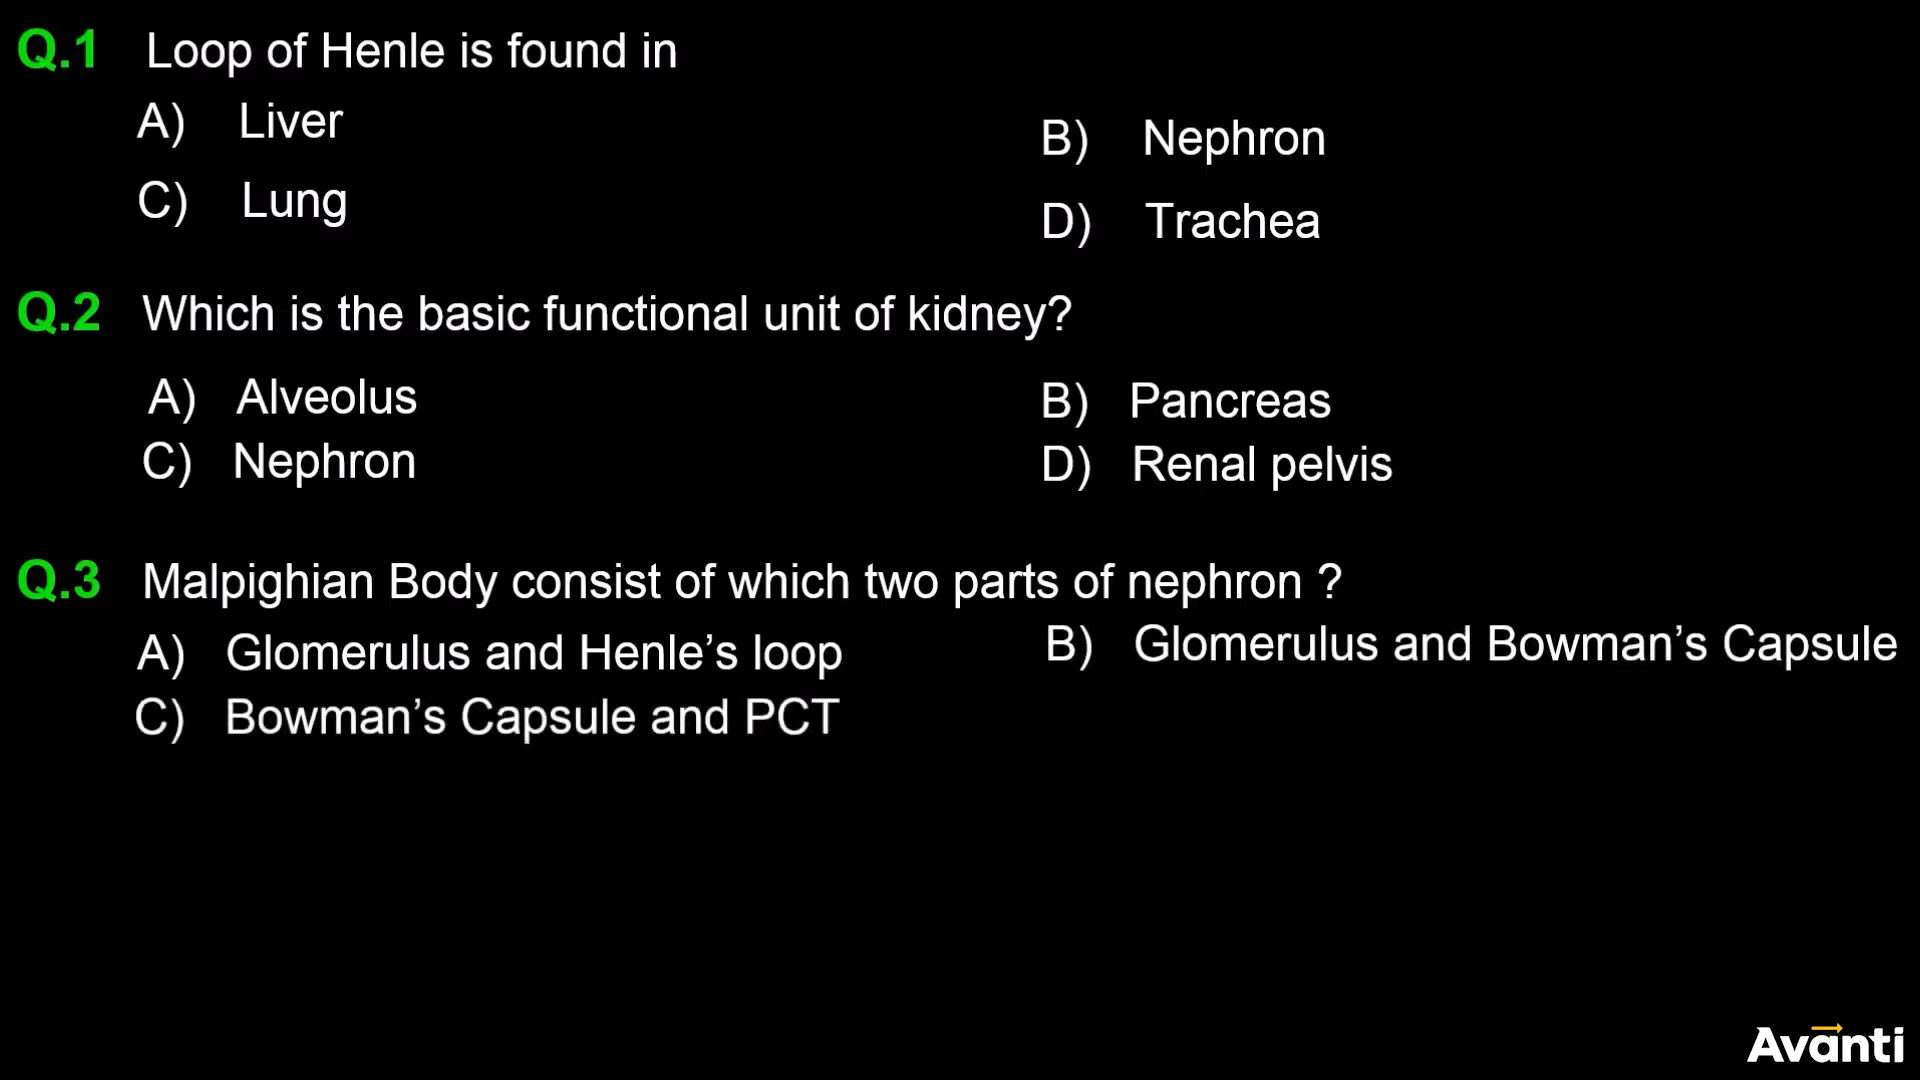 Q.1 Loop of Henle is found in
A) Liver
B) Nephron
C) Lung
D) Trachea
Q.2 Which is the basic functional unit of kidney?
A) Alveolus
B) Pancreas
C) Nephron
D) Renal pelvis
Q.3 Malpighian Body consist of which two parts of nephron ?
A) Glomerulus and Henle’s loop
B) Glomerulus and Bowman’s Capsule
C) Bowman’s Capsule and PCT
Avanti